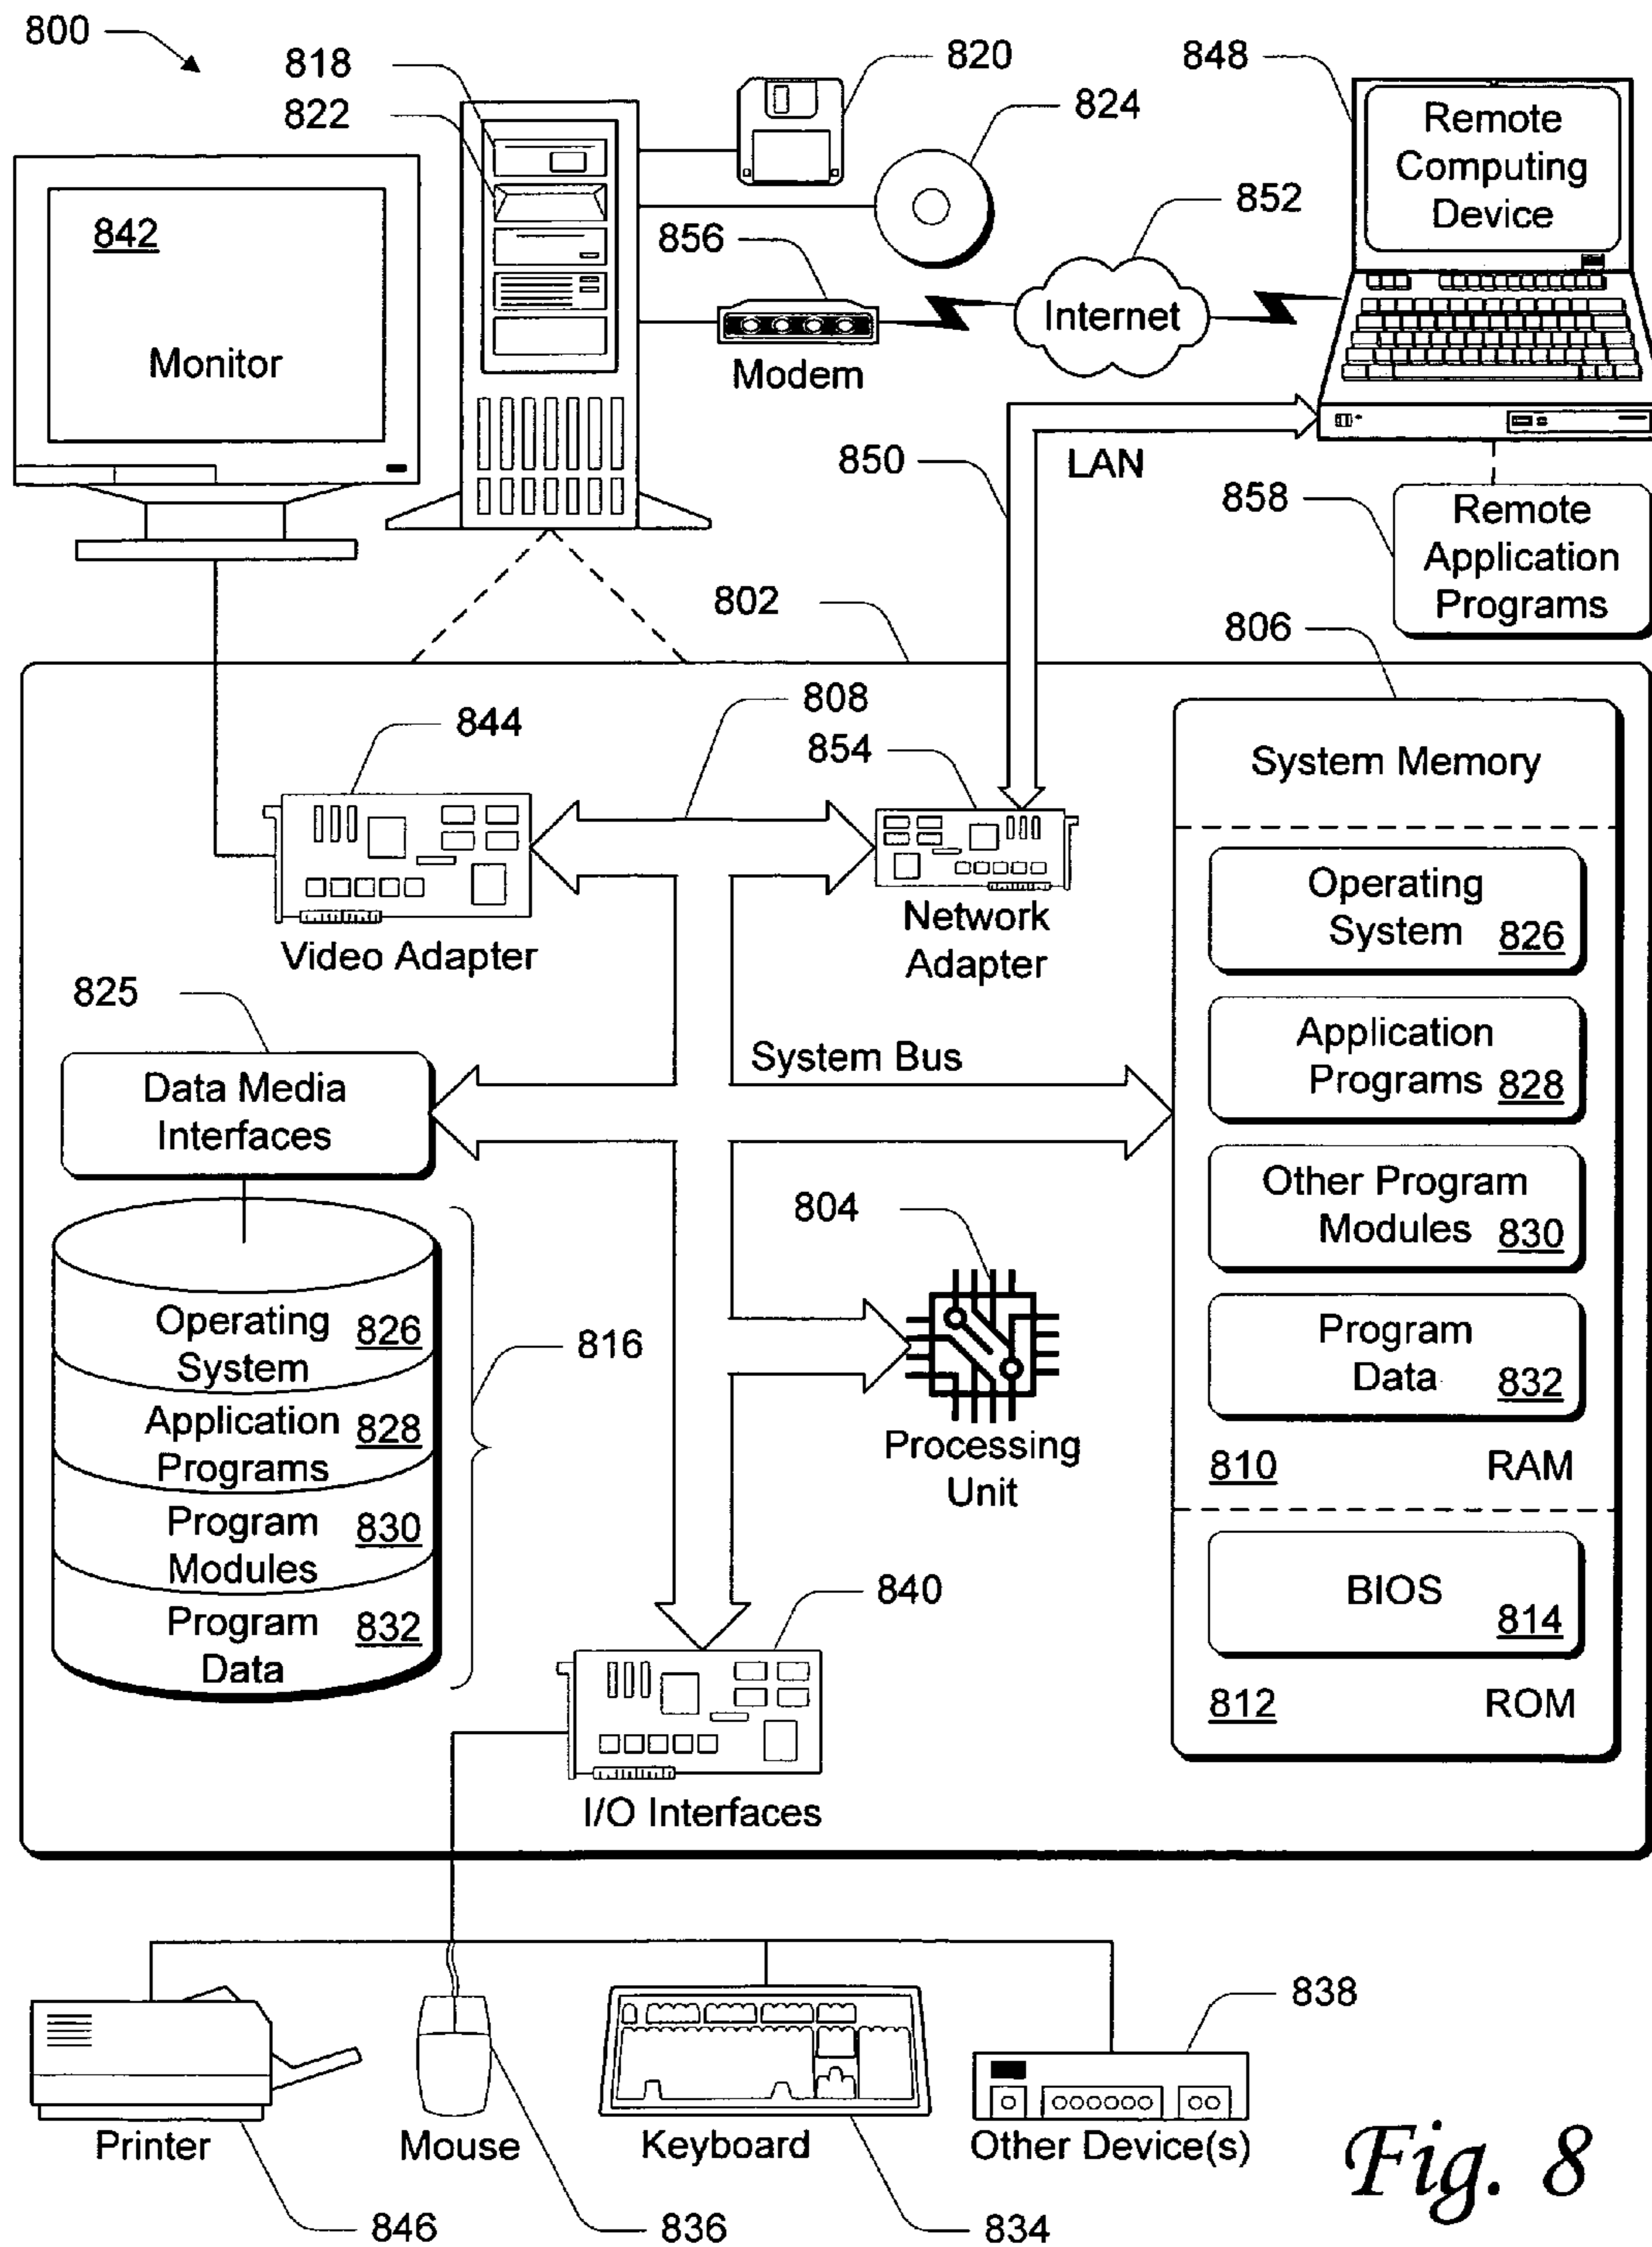 800
818
822
820
824
848
Remote
Computing
Device
842
Monitor
856
Modem
852
Internet
850
LAN
858
Remote
Application
Programs
802
806
844
808
854
System Memory
Video Adapter
Network
Adapter
Operating
System 826
825
Data Media
Interfaces
System Bus
Application
Programs 828
804
Other Program
Modules 830
Operating 826
System
816
Program
Data 832
Application 828
Programs
Processing
Unit
810 RAM
Program 830
Modules
840
BIOS
814
Program 832
Data
812 ROM
I/O Interfaces
838
Printer
Mouse
Keyboard
Other Device(s)
846
836
834
Fig. 8